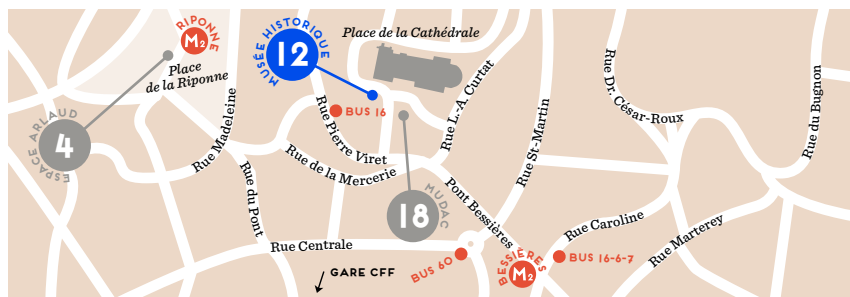 RIPONNE
M2
Place
de la Riponne
MUSÉE HISTORIQUE
12
Place de la Cathédrale
ESPACE ARLAUD
4
Rue Madeleine
Rue Pierre Viret
BUS 16
Rue L.-A. Curtat
Rue St-Martin
Rue Dr. César-Roux
Rue du Bugnon
Rue de la Mercerie
Rue du Pont
MUDAC
18
Pont Bessières
Rue Caroline
Rue Marterey
Rue Centrale
BUS 60
BESSIÈRES
M2
BUS 16-6-7
GARE CFF